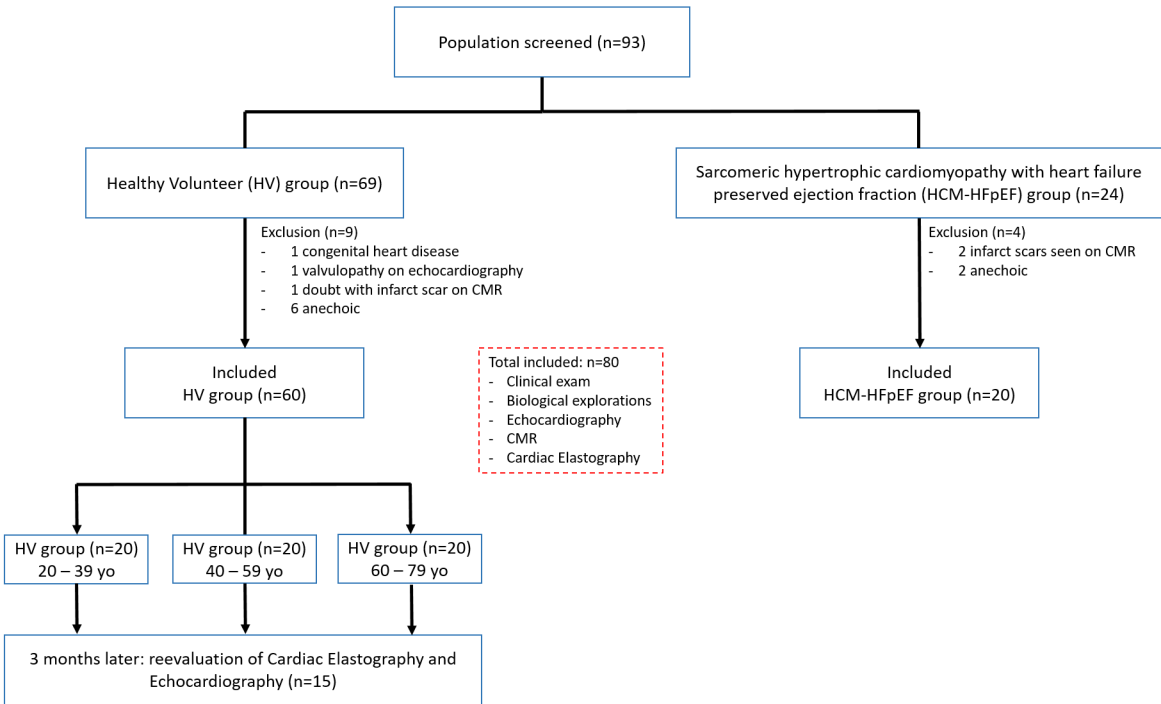 Population screened (n=93)
Healthy Volunteer (HV) group (n=69)
Sarcomeric hypertrophic cardiomyopathy with heart failure
preserved ejection fraction (HCM-HFpEF) group (n=24)
Exclusion (n=9)
- 1 congenital heart disease
- 1 valvulopathy on echocardiography
- 1 doubt with infarct scar on CMR
- 6 anechoic
Exclusion (n=4)
- 2 infarct scars seen on CMR
- 2 anechoic
Included
HV group (n=60)
Total included: n=80
- Clinical exam
- Biological explorations
- Echocardiography
- CMR
- Cardiac Elastography
Included
HCM-HFpEF group (n=20)
HV group (n=20)
20 – 39 yo
HV group (n=20)
40 – 59 yo
HV group (n=20)
60 – 79 yo
3 months later: reevaluation of Cardiac Elastography and
Echocardiography (n=15)